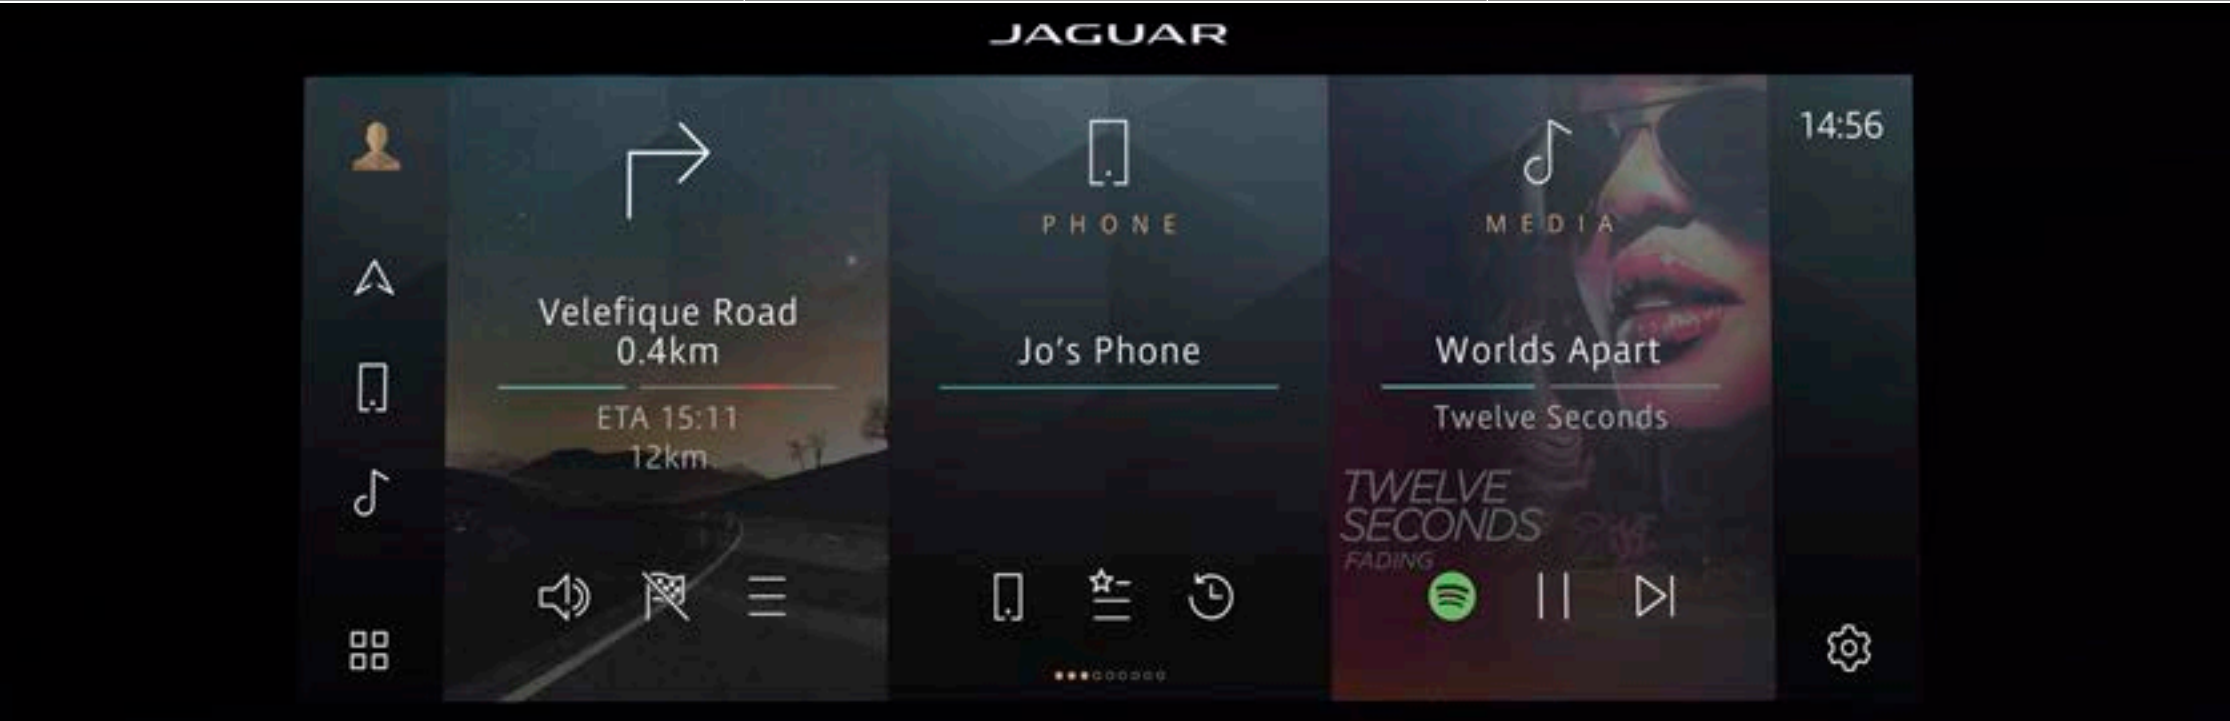 JAGUAR
14:56
Velefique Road
0.4km
ETA 15:11
12km
PHONE
Jo's Phone
MEDIA
Worlds Apart
Twelve Seconds
TWELVE
SECONDS
FADING